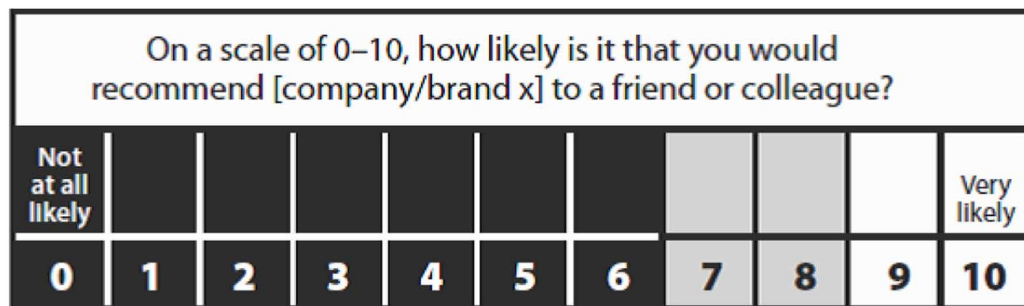 On a scale of 0–10, how likely is it that you would
recommend [company/brand x] to a friend or colleague?
Not
at all
likely
Very
likely
0 1 2 3 4 5 6 7 8 9 10